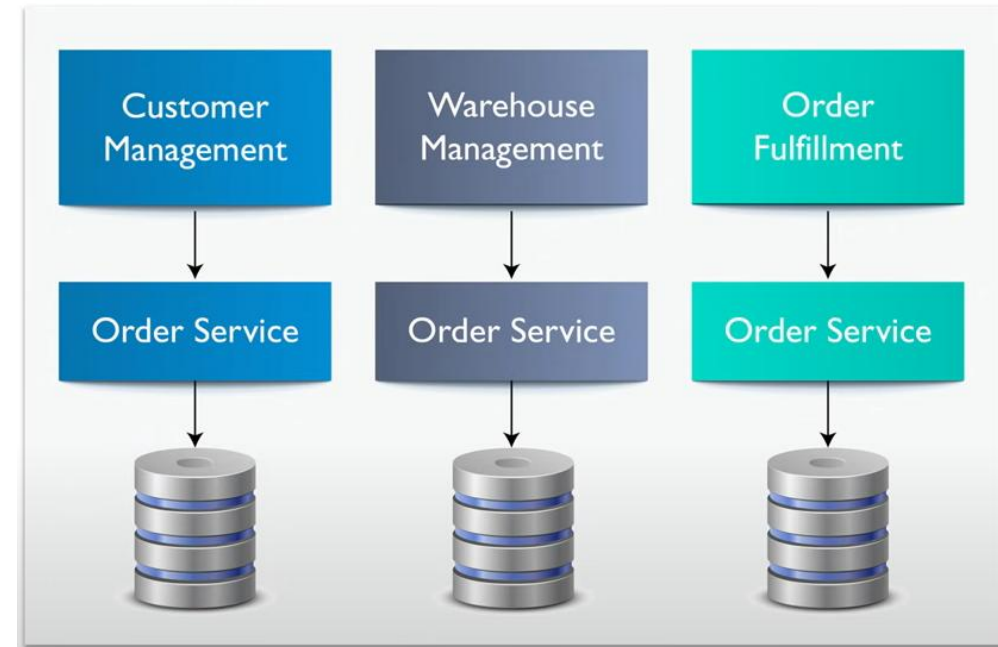 Customer
Management
Warehouse
Management
Order
Fulfillment
Order Service
Order Service
Order Service